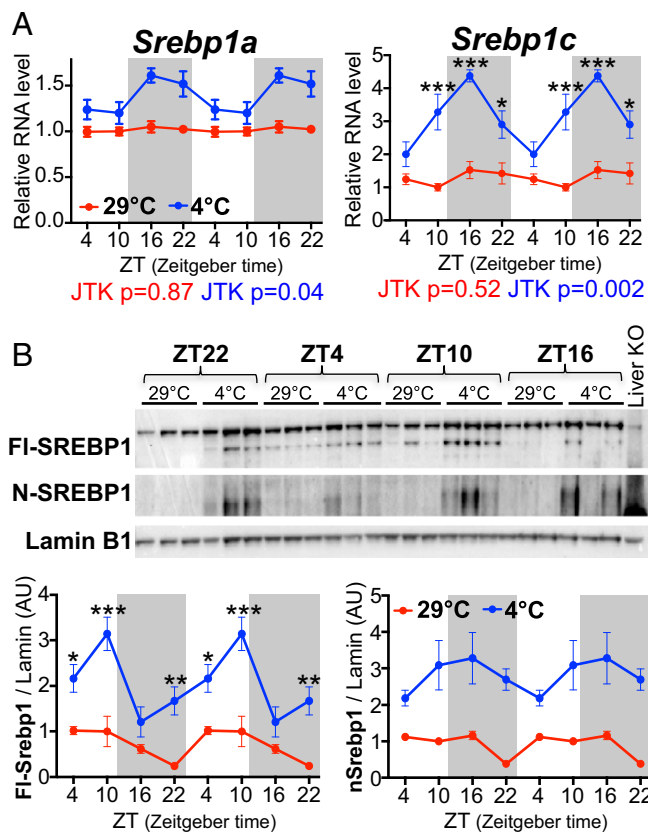 A
Srebp1a
Srebp1c
Relative RNA level
1.5
1.0
0.5
0.0
29°C 4°C
4 10 16 22 4 10 16 22
ZT (Zeitgeber time)
JTK p=0.87 JTK p=0.04
Relative RNA level
5
4
3
2
1
0
*** *** * *** *** *
4 10 16 22 4 10 16 22
ZT (Zeitgeber time)
JTK p=0.52 JTK p=0.002
B
ZT22 ZT4 ZT10 ZT16 Liver KO
29°C 4°C 29°C 4°C 29°C 4°C 29°C 4°C
Fl-SREBP1
N-SREBP1
Lamin B1
Fl-Srebp1 / Lamin (AU)
4
3
2
1
0
* *** ** * *** **
4 10 16 22 4 10 16 22
ZT (Zeitgeber time)
nSrebp1 / Lamin (AU)
5
4
3
2
1
0
29°C 4°C
4 10 16 22 4 10 16 22
ZT (Zeitgeber time)